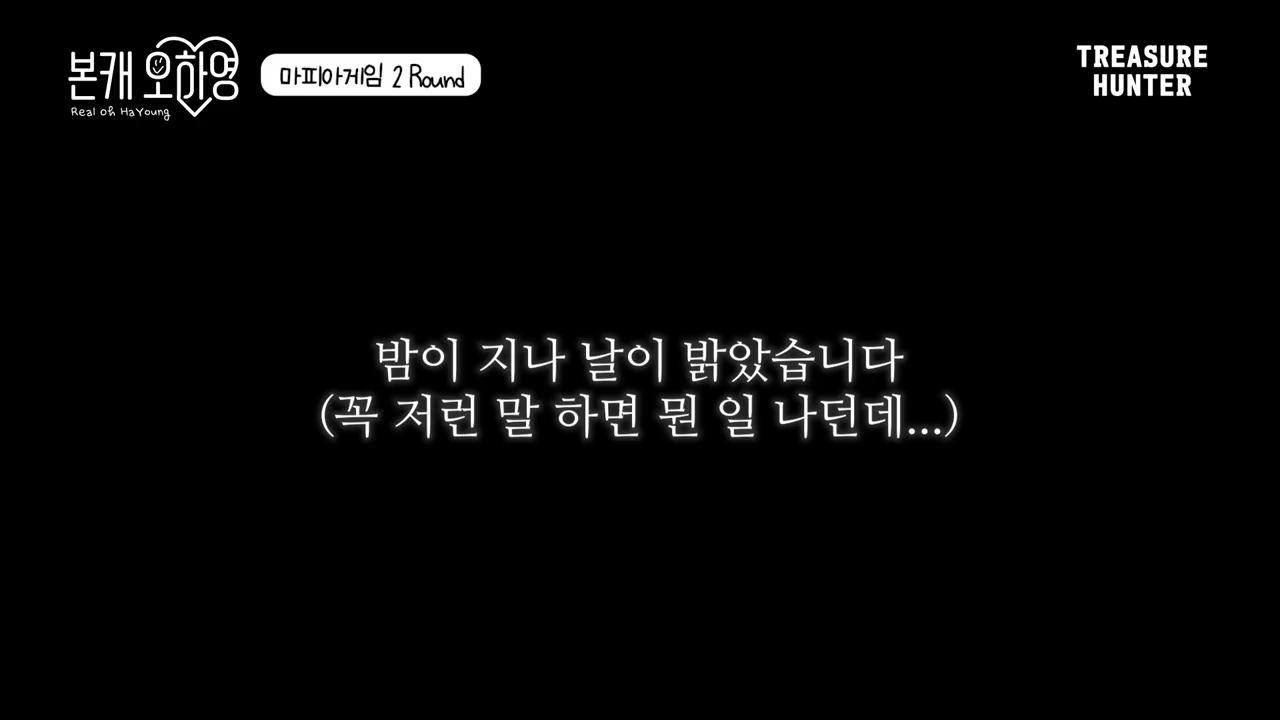 본캐 오하영
Real Oh HaYoung
마피아게임 2 Round
TREASURE
HUNTER
밤이 지나 날이 밝았습니다
(꼭 저런 말 하면 뭔 일 나던데...)